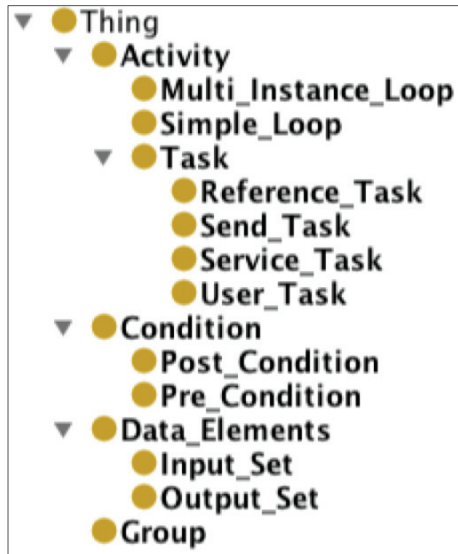 Thing
Activity
Multi_Instance_Loop
Simple_Loop
Task
Reference_Task
Send_Task
Service_Task
User_Task
Condition
Post_Condition
Pre_Condition
Data_Elements
Input_Set
Output_Set
Group